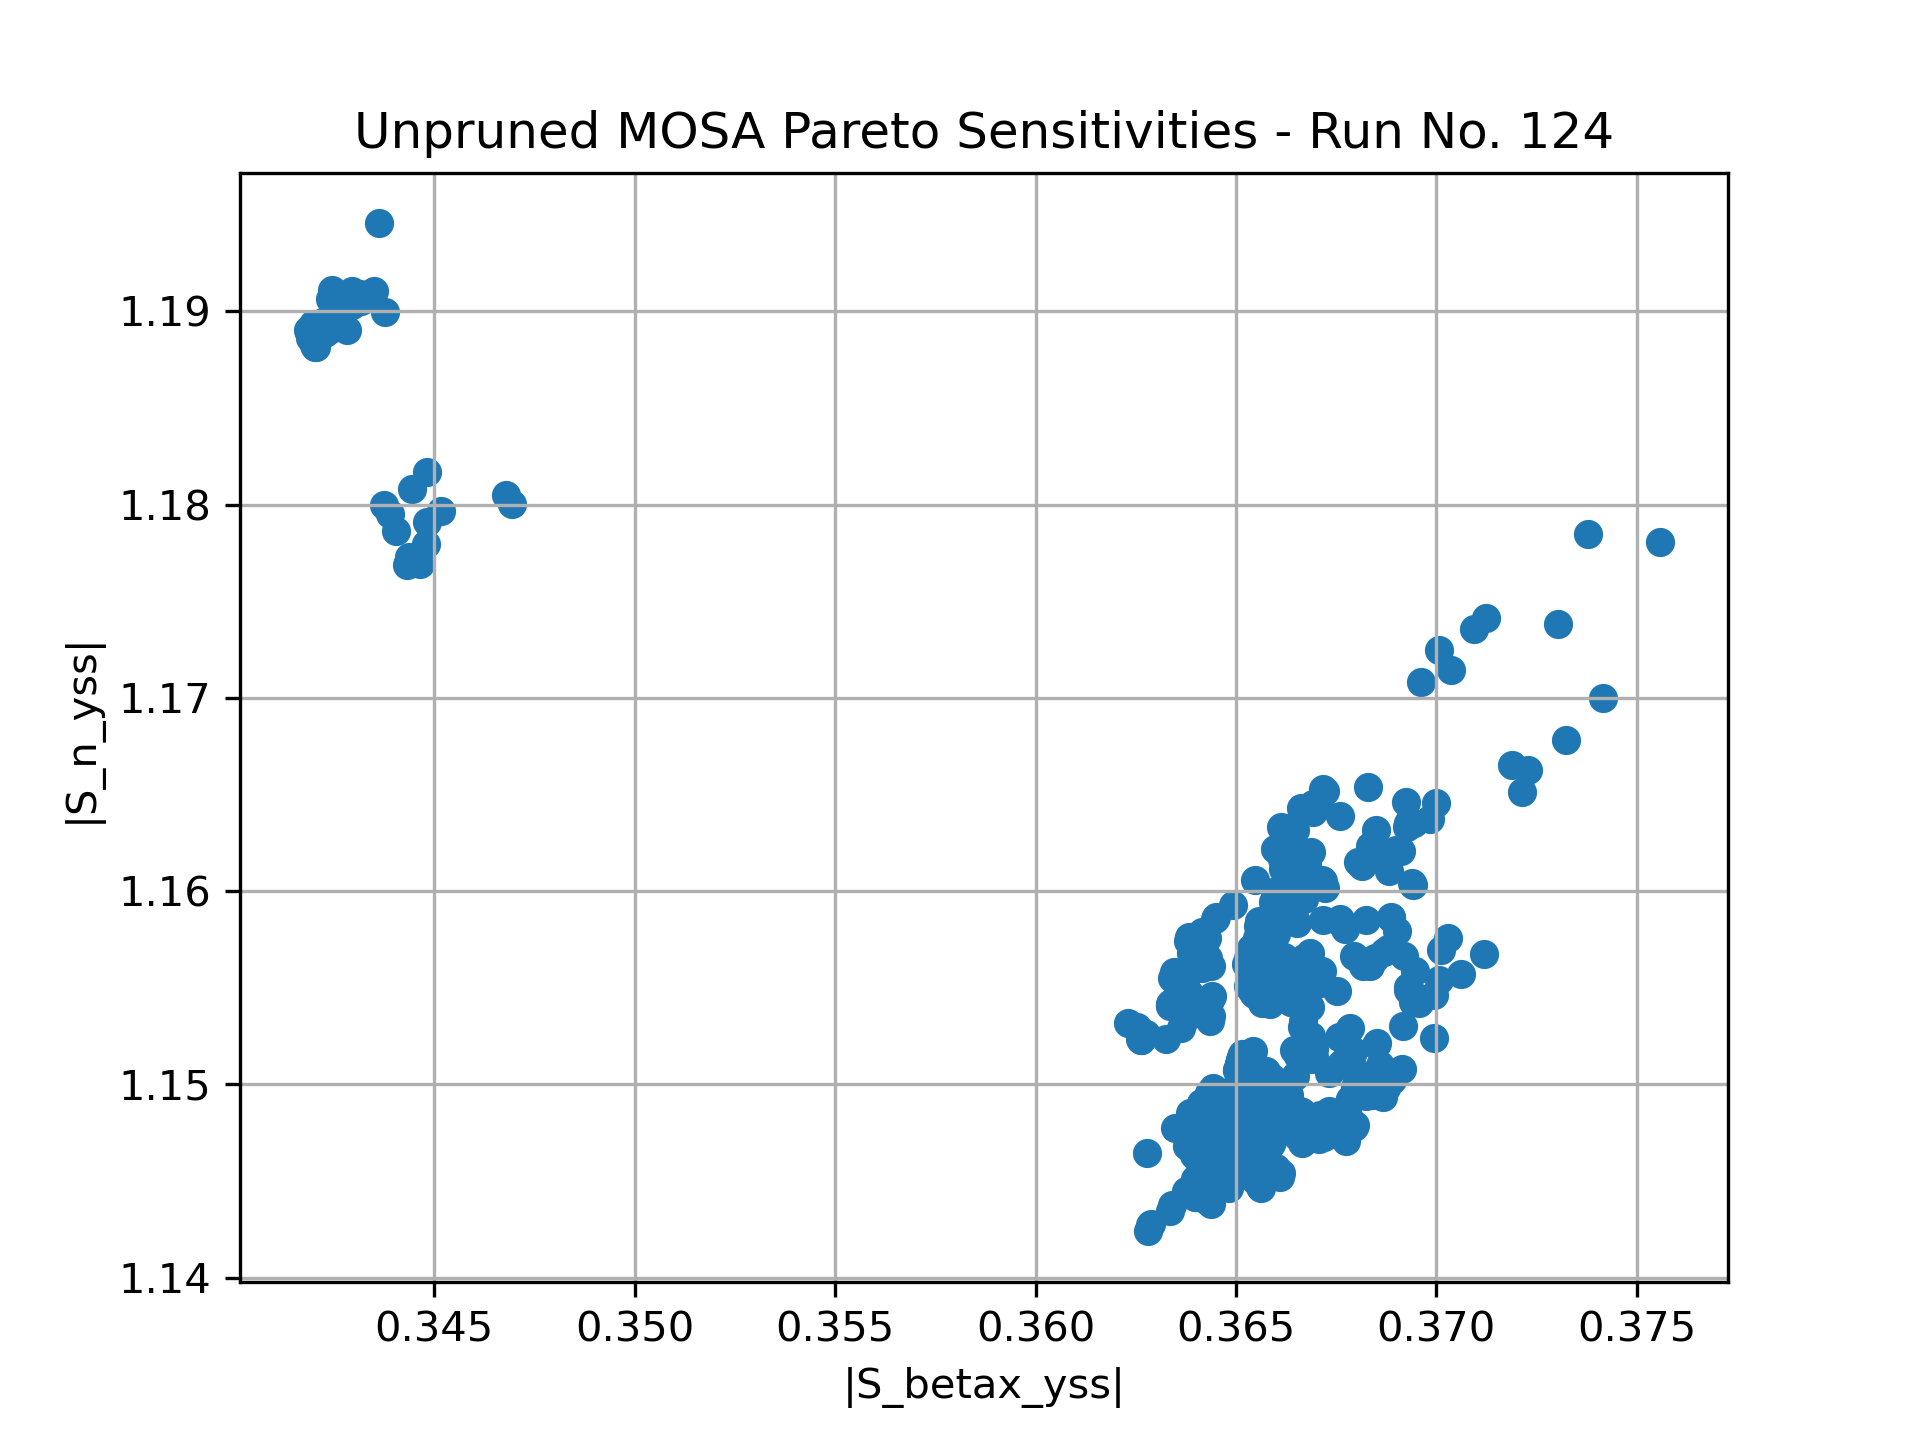 Unpruned MOSA Pareto Sensitivities - Run No. 124
|S_n_yss|
1.19
1.18
1.17
1.16
1.15
1.14
0.345 0.350 0.355 0.360 0.365 0.370 0.375
|S_betax_yss|